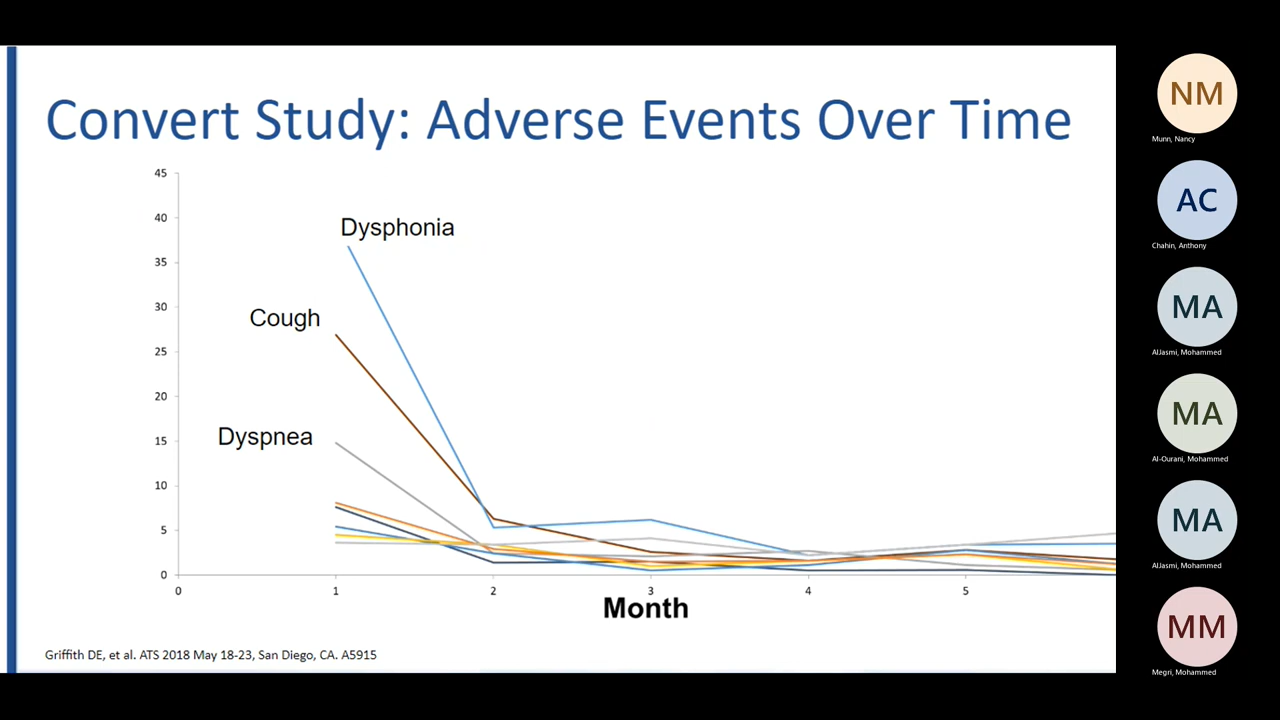 Convert Study: Adverse Events Over Time
45
40
35
30
25
20
15
10
5
0
Dysphonia
Cough
Dyspnea
0 1 2 3 4 5
Month
Griffith DE, et al. ATS 2018 May 18-23, San Diego, CA. A5915
NM
Munn, Nancy
AC
Chahin, Anthony
MA
AlJasmi, Mohammed
MA
Al-Ourani, Mohammed
MA
AlJasmi, Mohammed
MM
Megri, Mohammed